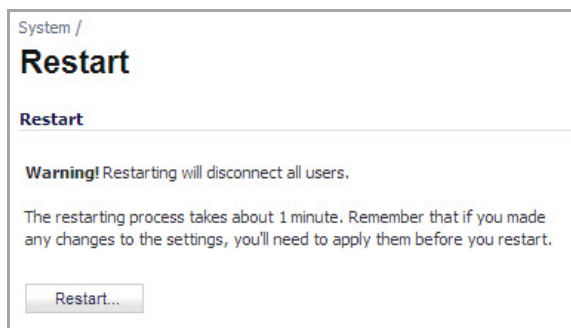 System /
Restart
Restart
Warning! Restarting will disconnect all users.
The restarting process takes about 1 minute. Remember that if you made
any changes to the settings, you'll need to apply them before you restart.
Restart...